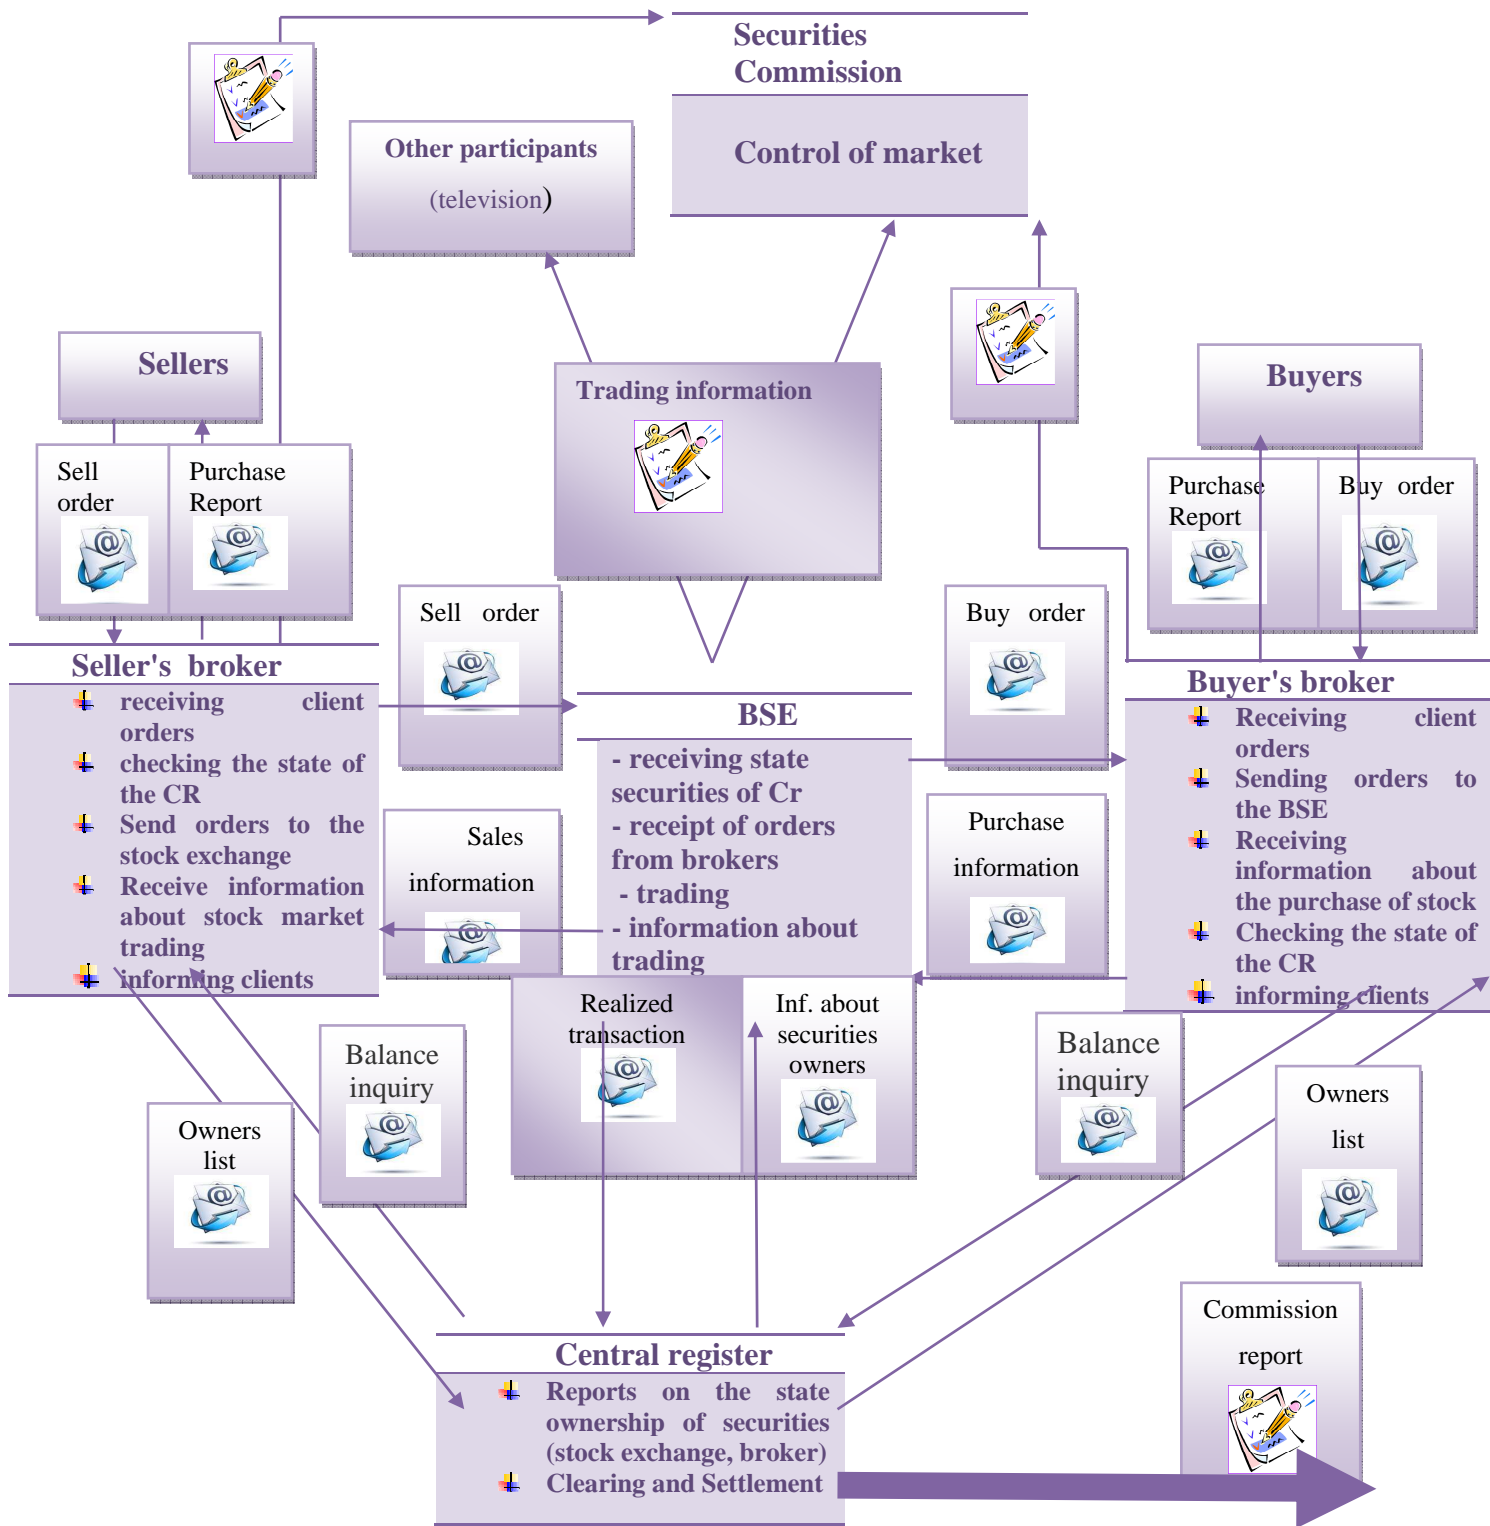 Securities
Commission
Control of market
Other participants
(television)
Sellers
Trading information
Buyers
Sell
order
Purchase
Report
Purchase
Report
Buy order
Sell order
Buy order
Seller's broker
receiving client
orders
checking the state of
the CR
Send orders to the
stock exchange
Receive information
about stock market
trading
informing clients
BSE
- receiving state
securities of Cr
- receipt of orders
from brokers
- trading
- information about
trading
Buyer's broker
Receiving client
orders
Sending orders to
the BSE
Receiving
information about
the purchase of stock
Checking the state of
the CR
informing clients
Sales
information
Purchase
information
Realized
transaction
Inf. about
securities
owners
Balance
inquiry
Owners
list
Balance
inquiry
Owners
list
Commission
report
Central register
Reports on the state
ownership of securities
(stock exchange, broker)
Clearing and Settlement